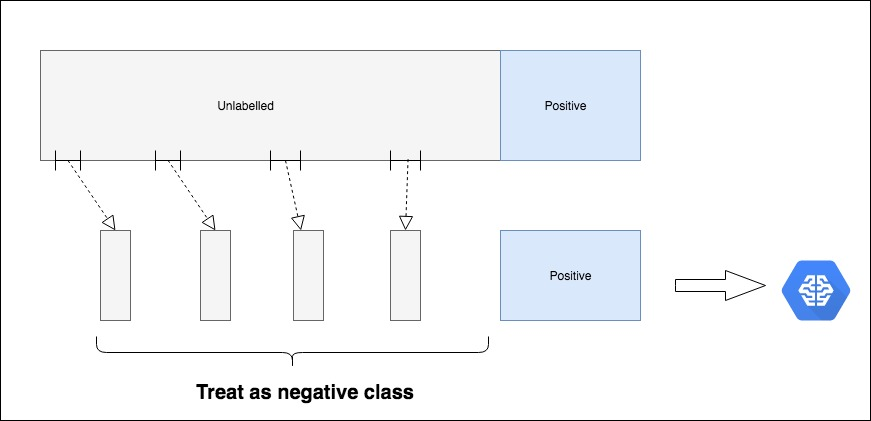 Unlabelled
Positive
Positive
Treat as negative class